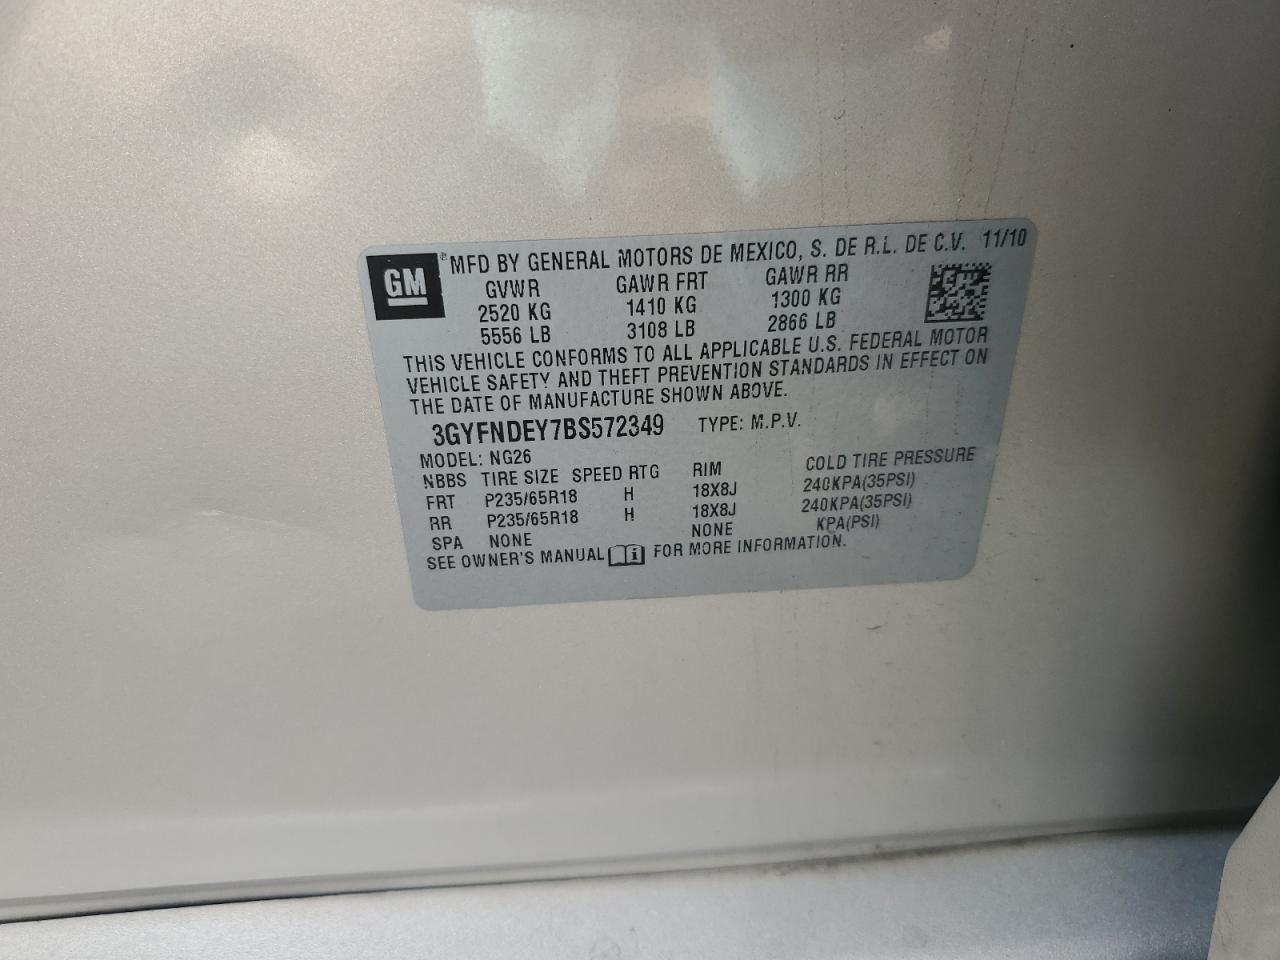 GM ® MFD BY GENERAL MOTORS DE MEXICO, S. DE R.L. DE C.V. 11/10
GVWR GAWR FRT GAWR RR
2520 KG 1410 KG 1300 KG
5556 LB 3108 LB 2866 LB
THIS VEHICLE CONFORMS TO ALL APPLICABLE U.S. FEDERAL MOTOR
VEHICLE SAFETY AND THEFT PREVENTION STANDARDS IN EFFECT ON
THE DATE OF MANUFACTURE SHOWN ABOVE.
3GYFNDEY7BS572349 TYPE: M.P.V.
MODEL: NG26
NBBS TIRE SIZE SPEED RTG RIM COLD TIRE PRESSURE
FRT P235/65R18 H 18X8J 240KPA(35PSI)
RR P235/65R18 H 18X8J 240KPA(35PSI)
SPA NONE NONE KPA(PSI)
SEE OWNER'S MANUAL i FOR MORE INFORMATION.